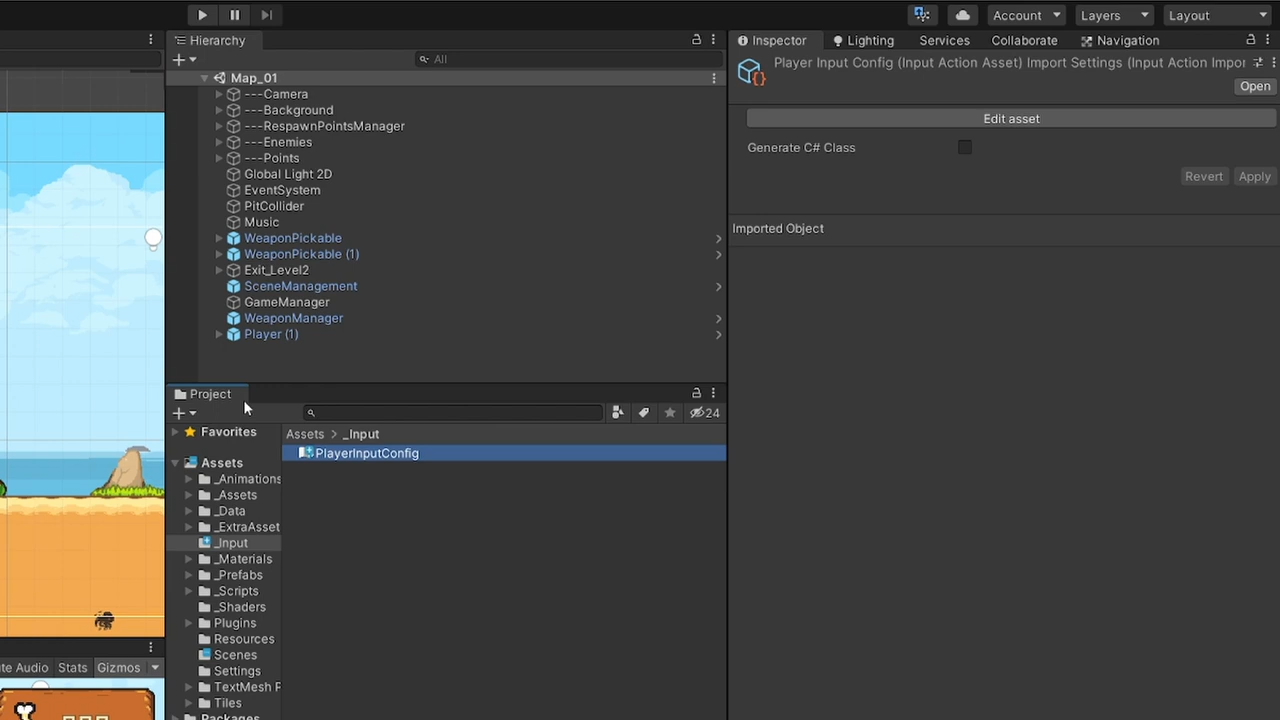 Account
Layers
Layout
Hierarchy
All
Map_01
---Camera
---Background
---RespawnPointsManager
---Enemies
---Points
Global Light 2D
EventSystem
PitCollider
Music
WeaponPickable
WeaponPickable (1)
Exit_Level2
SceneManagement
GameManager
WeaponManager
Player (1)
Project
24
Favorites
Assets
_Animations
_Assets
_Data
_ExtraAsset
_Input
_Materials
_Prefabs
_Scripts
_Shaders
Plugins
Resources
Scenes
Settings
TextMesh P
Tiles
Packages
Assets > _Input
PlayerInputConfig
Inspector
Lighting
Services
Collaborate
Navigation
Player Input Config (Input Action Asset) Import Settings (Input Action Impor
Open
Edit asset
Generate C# Class
Revert
Apply
Imported Object
te Audio
Stats
Gizmos